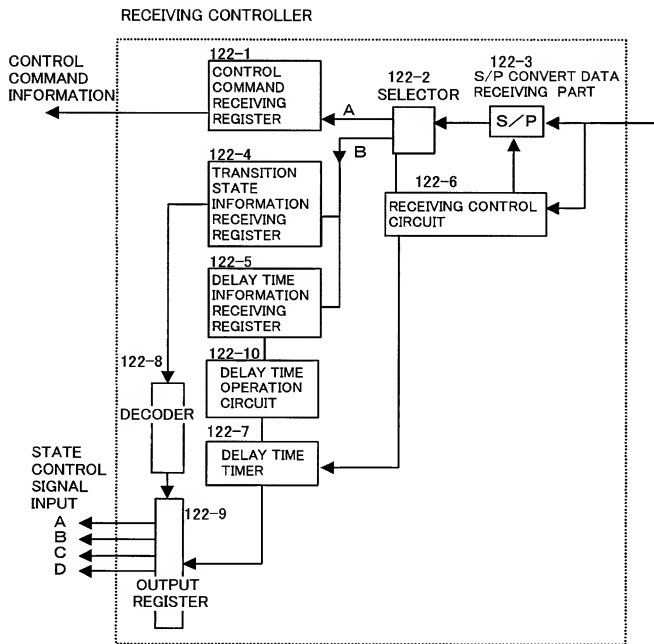 RECEIVING CONTROLLER
CONTROL
COMMAND
INFORMATION
122-1
CONTROL
COMMAND
RECEIVING
REGISTER
A
B
122-2
SELECTOR
122-3
S/P CONVERT DATA
RECEIVING PART
S/P
122-4
TRANSITION
STATE
INFORMATION
RECEIVING
REGISTER
122-6
RECEIVING CONTROL
CIRCUIT
122-5
DELAY TIME
INFORMATION
RECEIVING
REGISTER
122-8
DECODER
122-10
DELAY TIME
OPERATION
CIRCUIT
122-7
DELAY TIME
TIMER
STATE
CONTROL
SIGNAL
INPUT
A
B
C
D
122-9
OUTPUT
REGISTER